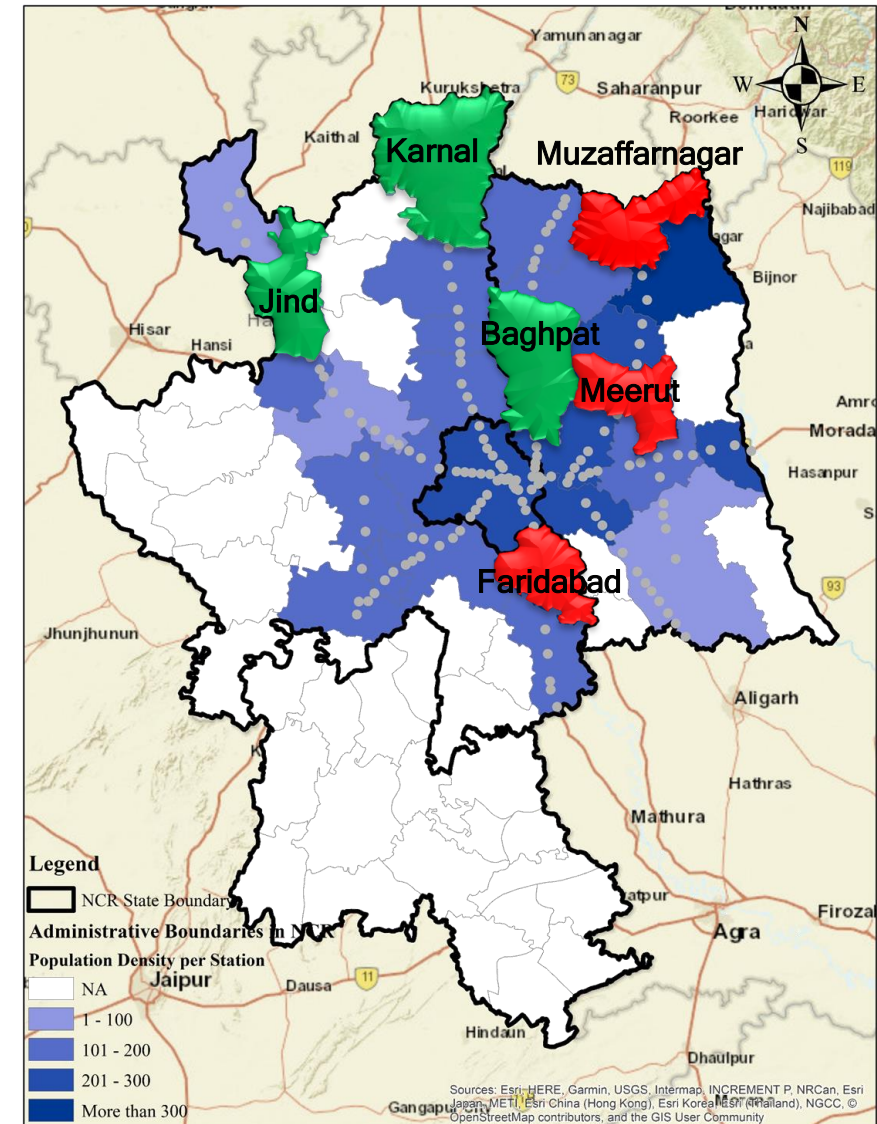 Yamunanagar
N
73
Kurukshetra
Saharanpur
W
E
Roorkee
Haridwar
Kaithal
S
Karnal
Muzaffarnagar
119
Najibabad
Bijnor
Jind
Hisar
Hansi
Baghpat
Meerut
Hasanpur
Faridabad
93
Jhunjhunun
Aligarh
Hathras
Mathura
Legend
NCR State Boundary
Administrative Boundaries in NCR
Population Density per Station
Firoza
Agra
Jaipur
Dausa
11
NA
1 - 100
101 - 200
201 - 300
More than 300
Hindaun
Dhaulpur
Gangapur City
Sources: Esri, HERE, Garmin, USGS, Intermap, INCREMENT P, NRCan, Esri
Japan, METI, Esri China (Hong Kong), Esri Korea, Esri (Thailand), NGCC, ©
OpenStreetMap contributors, and the GIS User Community